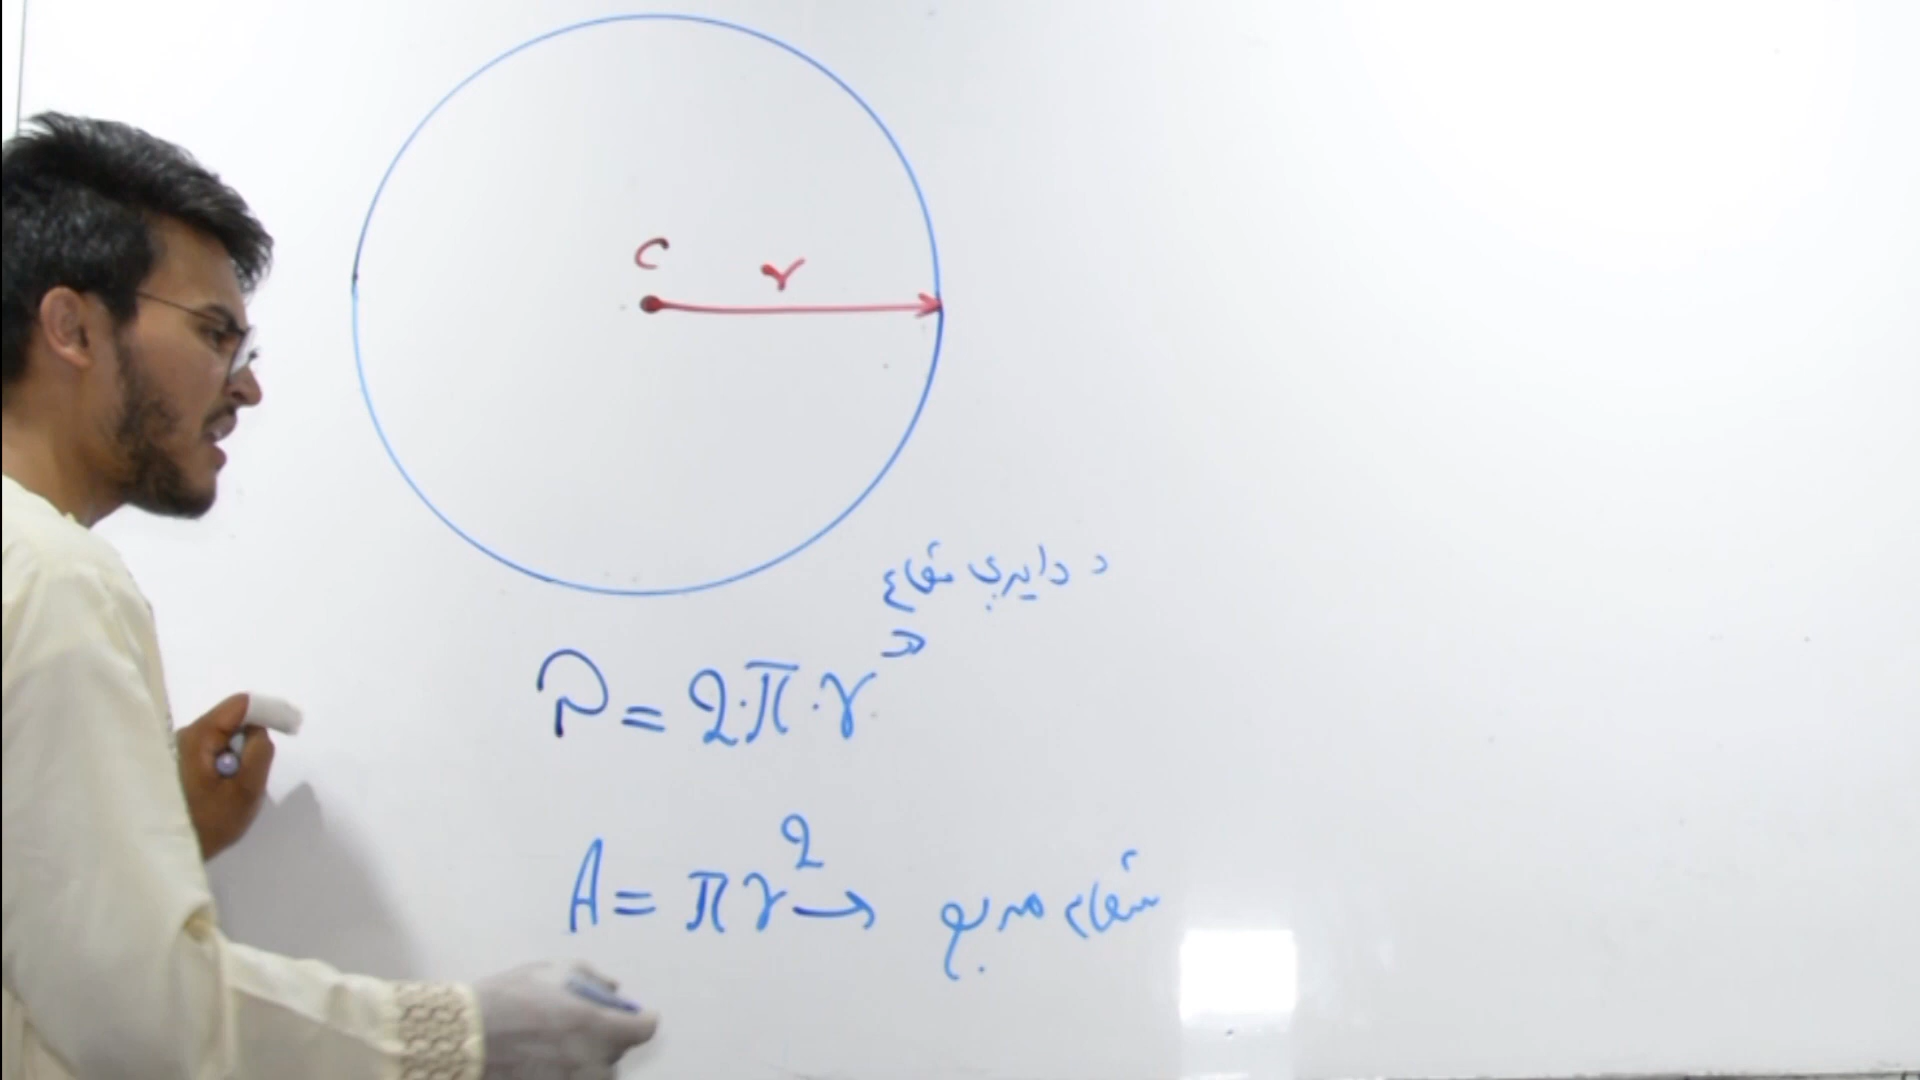 C
r
د دایرې شعاع
P = 2·π·r
A = πr² → شعاع مربع